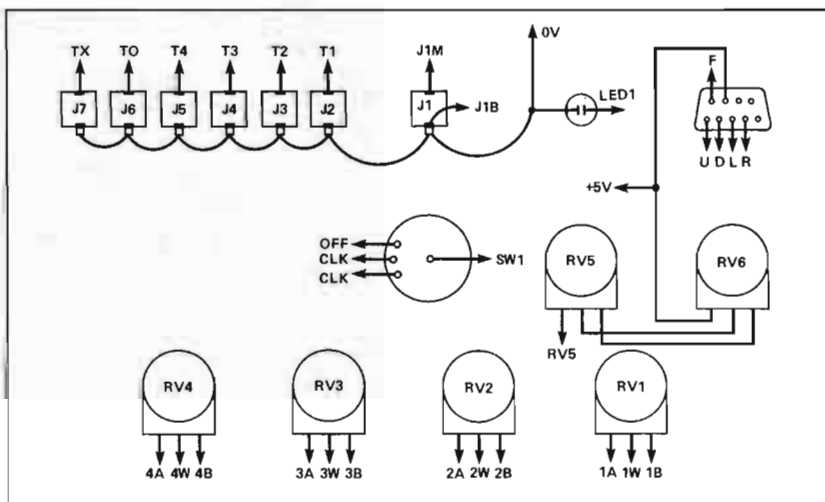 0V
TX TO T4 T3 T2 T1 J1M
F
LED1
J7 J6 J5 J4 J3 J2 J1
J1B
U D L R
+5V
OFF
CLK
CLK
SW1
RV5 RV6
RV5
RV4 RV3 RV2 RV1
4A 4W 4B 3A 3W 3B 2A 2W 2B 1A 1W 1B